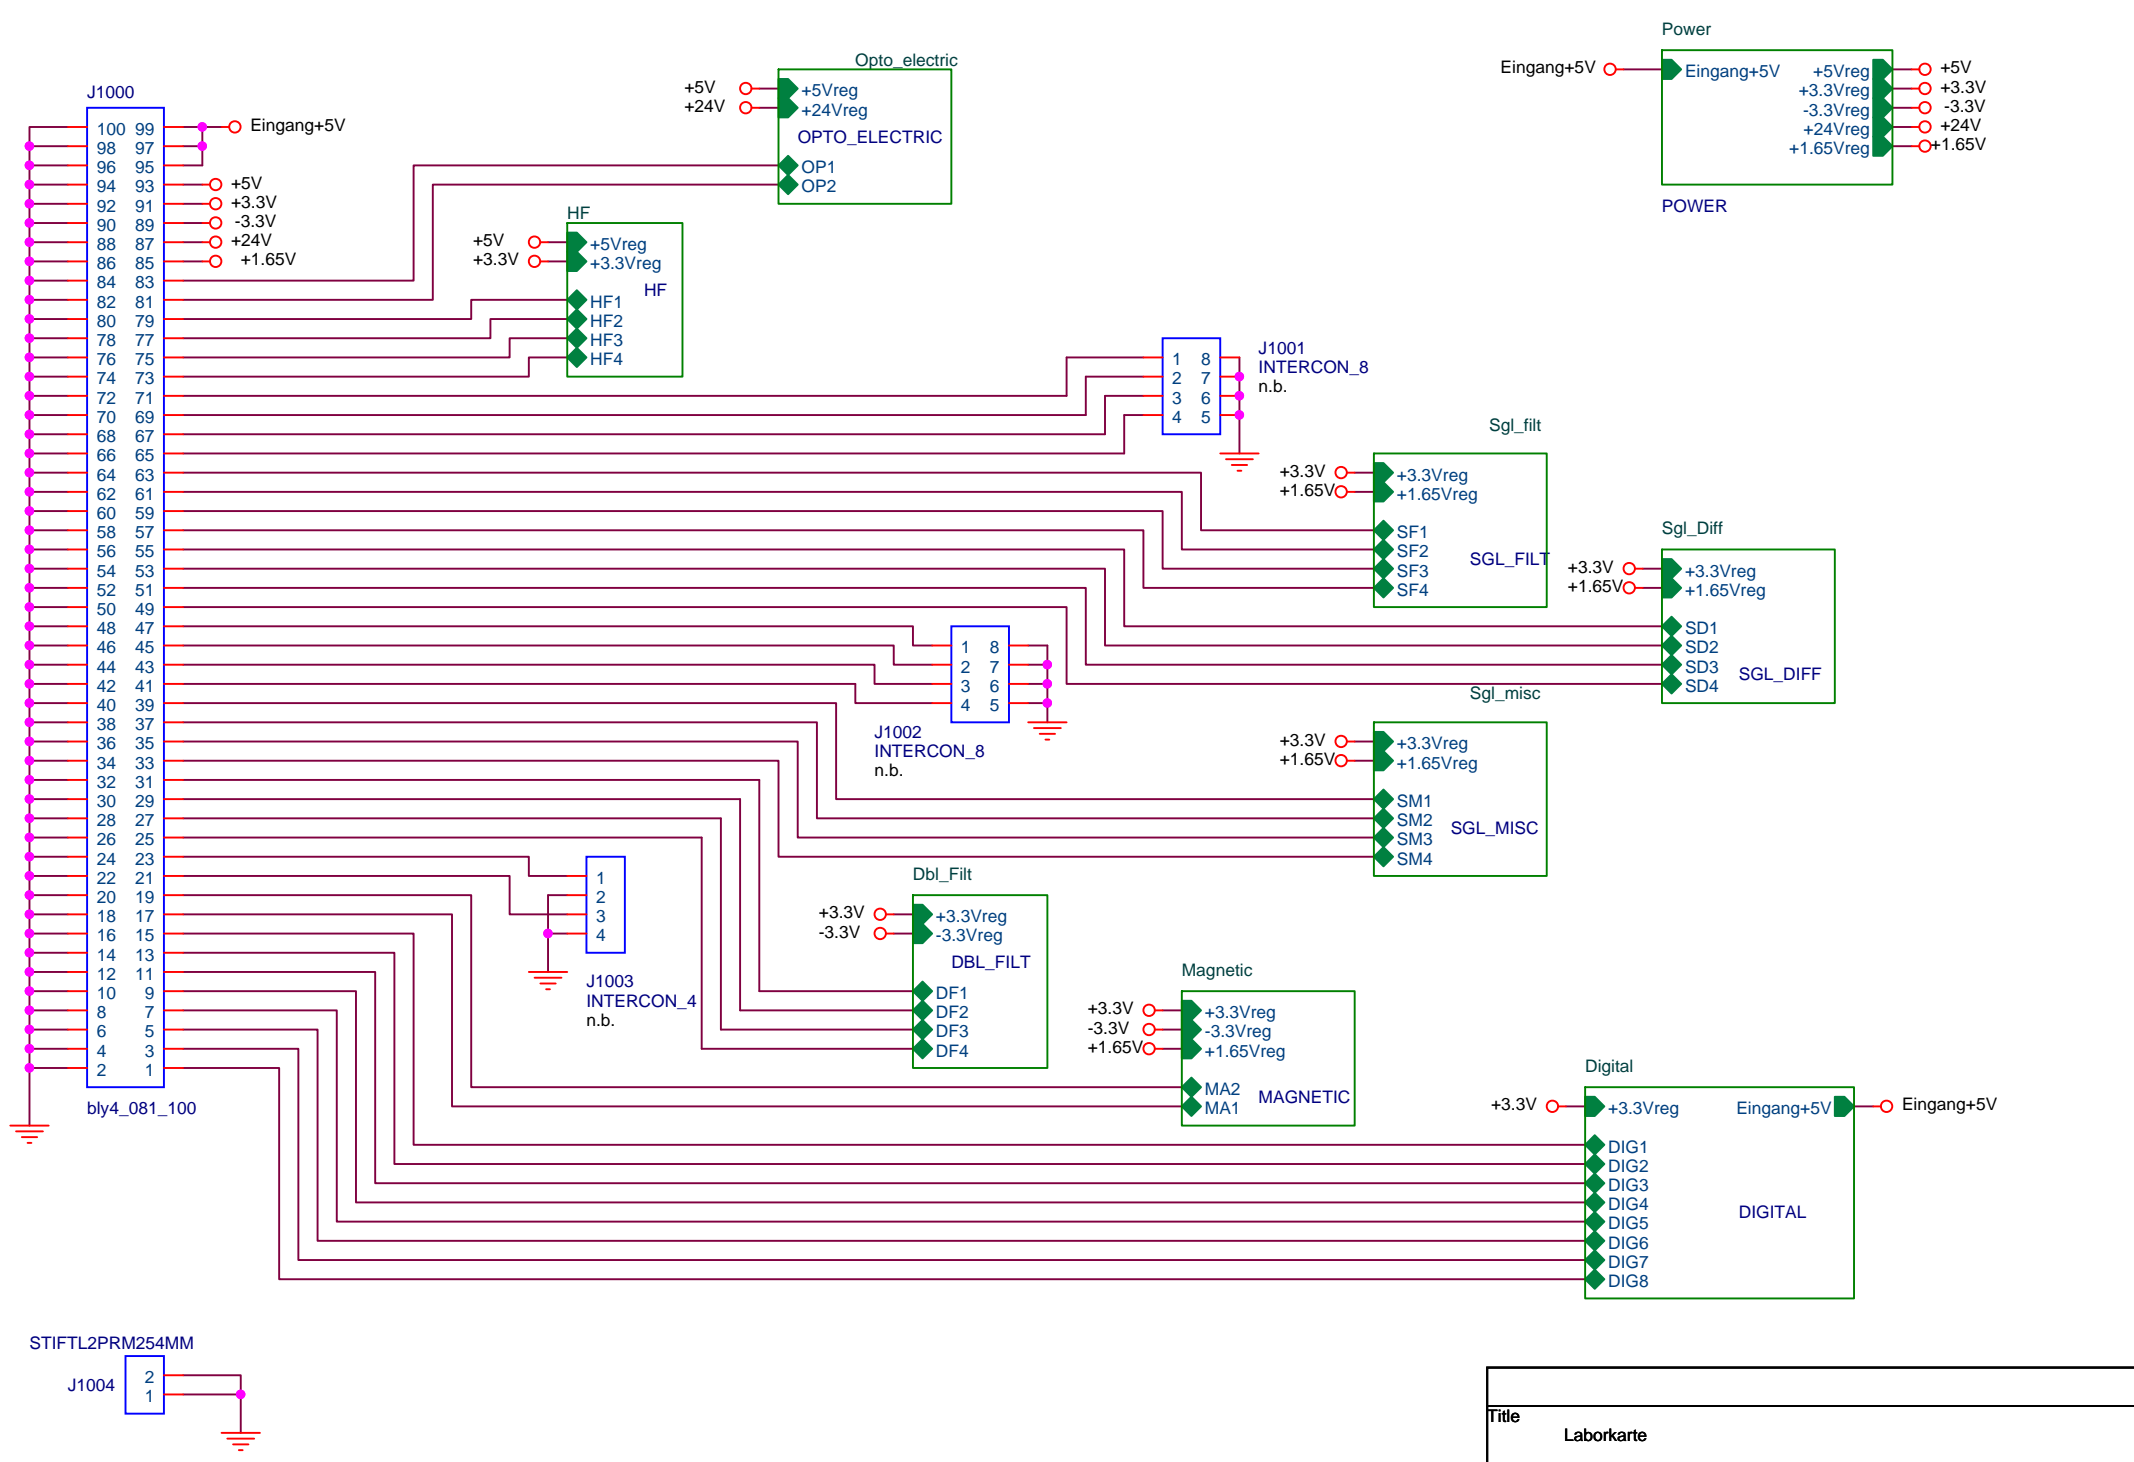 J1000
100 99
98 97
96 95
94 93
92 91
90 89
88 87
86 85
84 83
82 81
80 79
78 77
76 75
74 73
72 71
70 69
68 67
66 65
64 63
62 61
60 59
58 57
56 55
54 53
52 51
50 49
48 47
46 45
44 43
42 41
40 39
38 37
36 35
34 33
32 31
30 29
28 27
26 25
24 23
22 21
20 19
18 17
16 15
14 13
12 11
10 9
8 7
6 5
4 3
2 1
bly4_081_100
Eingang+5V
+5V
+3.3V
-3.3V
+24V
+1.65V
Opto_electric
+5V +5Vreg
+24V +24Vreg
OPTO_ELECTRIC
OP1
OP2
HF
+5V +5Vreg
+3.3V +3.3Vreg
HF
HF1
HF2
HF3
HF4
Power
Eingang+5V Eingang+5V +5Vreg +5V
+3.3Vreg +3.3V
-3.3Vreg -3.3V
+24Vreg +24V
+1.65Vreg +1.65V
POWER
1 8
2 7
3 6
4 5
J1001
INTERCON_8
n.b.
Sgl_filt
+3.3V +3.3Vreg
+1.65V +1.65Vreg
SF1
SF2
SF3
SF4
SGL_FILT
Sgl_Diff
+3.3V +3.3Vreg
+1.65V +1.65Vreg
SD1
SD2
SD3
SD4
SGL_DIFF
1 8
2 7
3 6
4 5
J1002
INTERCON_8
n.b.
Sgl_misc
+3.3V +3.3Vreg
+1.65V +1.65Vreg
SM1
SM2
SM3
SM4
SGL_MISC
1
2
3
4
J1003
INTERCON_4
n.b.
Dbl_Filt
+3.3V +3.3Vreg
-3.3V -3.3Vreg
DBL_FILT
DF1
DF2
DF3
DF4
Magnetic
+3.3V +3.3Vreg
-3.3V -3.3Vreg
+1.65V +1.65Vreg
MA2
MA1
MAGNETIC
Digital
+3.3V +3.3Vreg Eingang+5V Eingang+5V
DIG1
DIG2
DIG3
DIG4
DIG5
DIG6
DIG7
DIG8
DIGITAL
STIFTL2PRM254MM
J1004
2
1
Title
Laborkarte